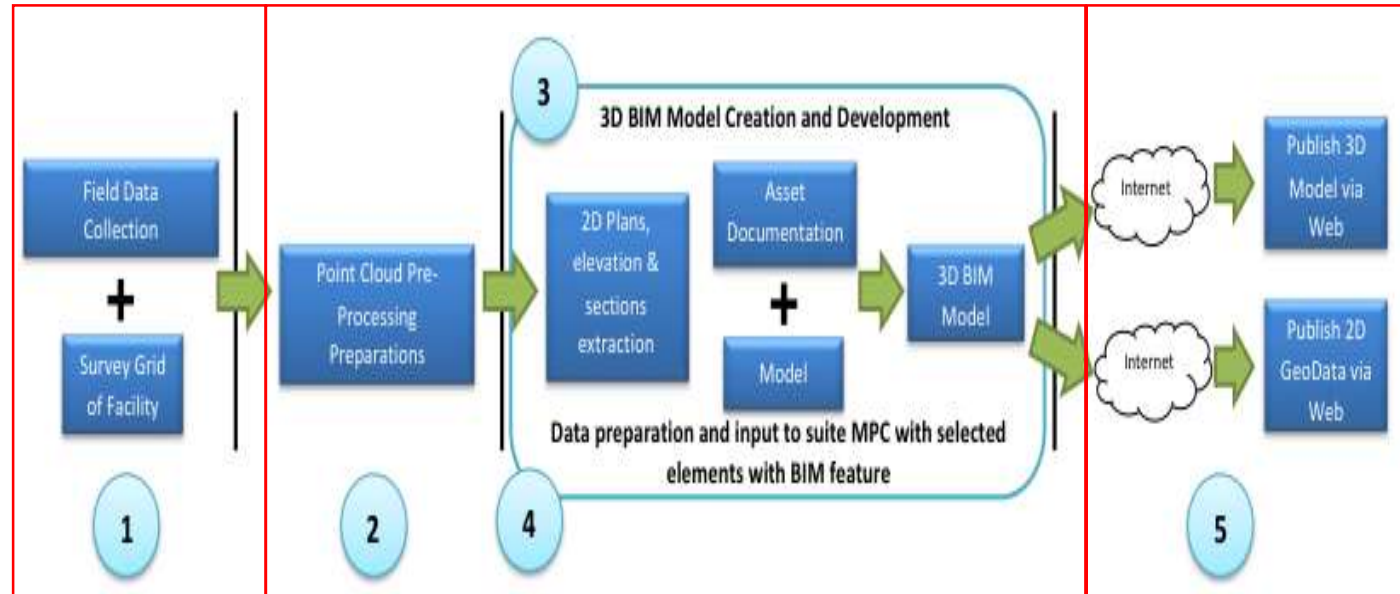 Field Data
Collection
+
Survey Grid
of Facility
1
Point Cloud Pre-
Processing
Preparations
2
3
3D BIM Model Creation and Development
2D Plans,
elevation &
sections
extraction
Asset
Documentation
+
Model
3D BIM
Model
Data preparation and input to suite MPC with selected
elements with BIM feature
4
Internet
Publish 3D
Model via
Web
Internet
Publish 2D
GeoData via
Web
5